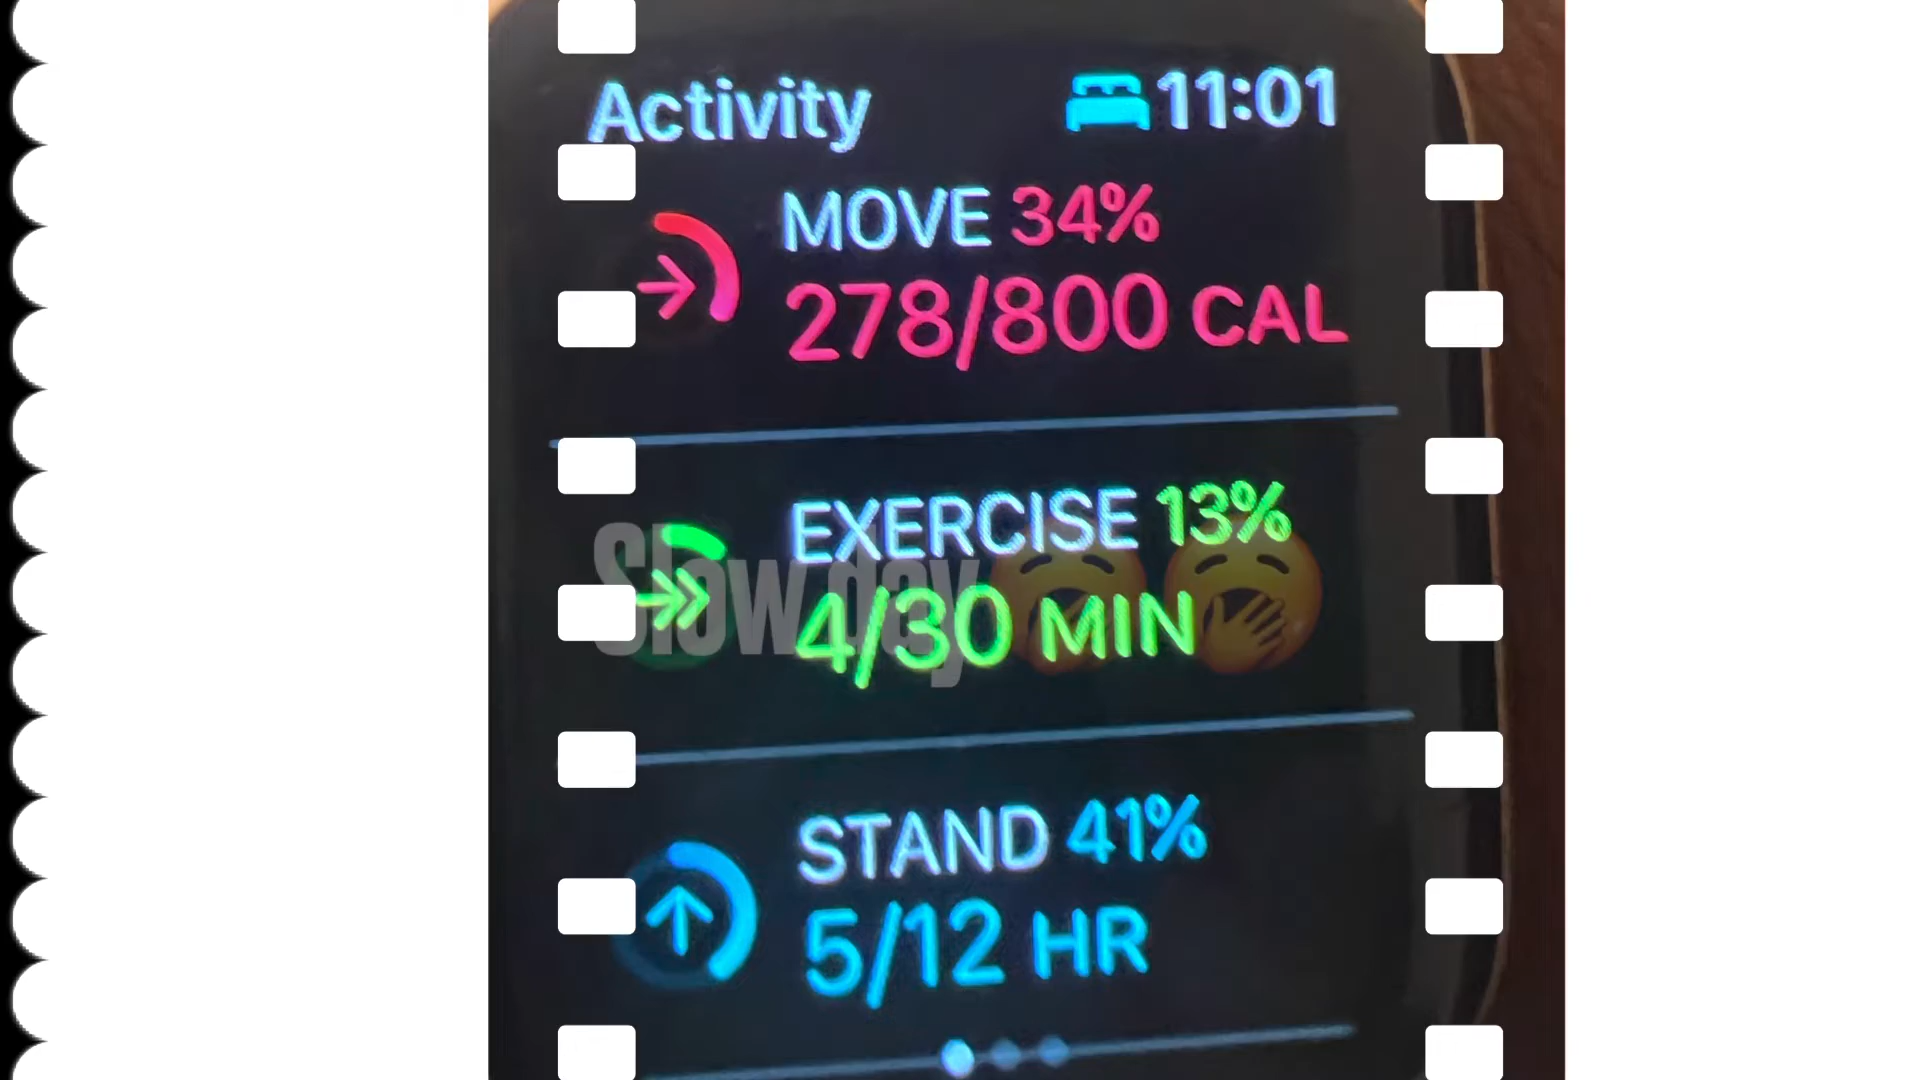 Activity 11:01
MOVE 34%
278/800 CAL
EXERCISE 13%
Slow day
4/30 MIN
STAND 41%
5/12 HR